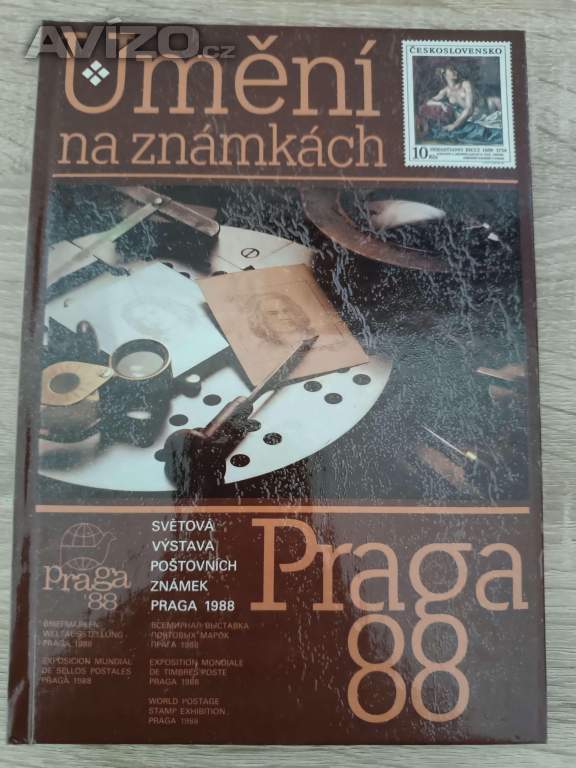 AVÍZO.cz
Umění
na známkách
ČESKOSLOVENSKO
10
Kčs
SVĚTOVÁ
VÝSTAVA
POŠTOVNÍCH
ZNÁMEK
PRAGA 1988
Praga
88
praga
'88
BRIEFMARKEN
WELTAUSSTELLUNG
PRAGA 1988
ВСЕМИРНАЯ ВЫСТАВКА
ПОЧТОВЫХ МАРОК
ПРАГА 1988
EXPOSICION MUNDIAL
DE SELLOS POSTALES
PRAGA 1988
EXPOSITION MONDIALE
DE TIMBRES POSTE
PRAGA 1988
WORLD POSTAGE
STAMP EXHIBITION
PRAGA 1988